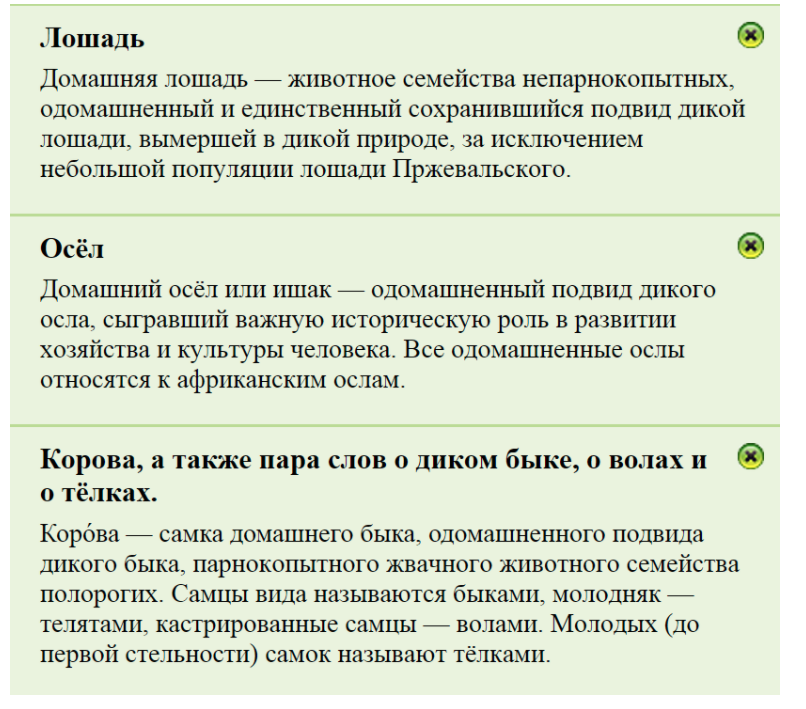 Лошадь
Домашняя лошадь — животное семейства непарнокопытных,
одомашненный и единственный сохранившийся подвид дикой
лошади, вымершей в дикой природе, за исключением
небольшой популяции лошади Пржевальского.
Осёл
Домашний осёл или ишак — одомашненный подвид дикого
осла, сыгравший важную историческую роль в развитии
хозяйства и культуры человека. Все одомашненные ослы
относятся к африканским ослам.
Корова, а также пара слов о диком быке, о волах и
о тёлках.
Коро́ва — самка домашнего быка, одомашненного подвида
дикого быка, парнокопытного жвачного животного семейства
полорогих. Самцы вида называются быками, молодняк —
телятами, кастрированные самцы — волами. Молодых (до
первой стельности) самок называют тёлками.